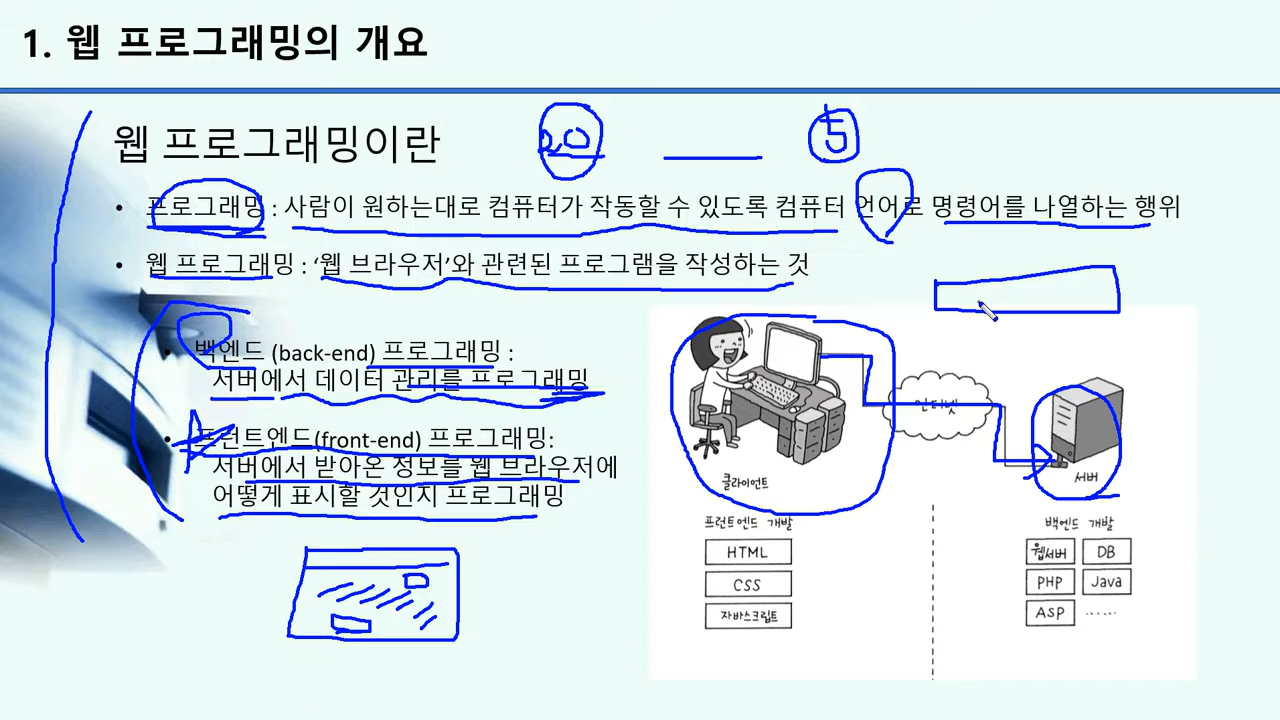 1. 웹 프로그래밍의 개요
웹 프로그래밍이란
20
5
• 프로그래밍 : 사람이 원하는대로 컴퓨터가 작동할 수 있도록 컴퓨터 언어로 명령어를 나열하는 행위
• 웹 프로그래밍 : ‘웹 브라우저’와 관련된 프로그램을 작성하는 것
• 백엔드 (back-end) 프로그래밍 :
서버에서 데이터 관리를 프로그래밍
• 프런트엔드(front-end) 프로그래밍:
서버에서 받아온 정보를 웹 브라우저에
어떻게 표시할 것인지 프로그래밍
인터넷
클라이언트
서버
프런트엔드 개발
HTML
CSS
자바스크립트
백엔드 개발
웹서버 DB
PHP Java
ASP ......